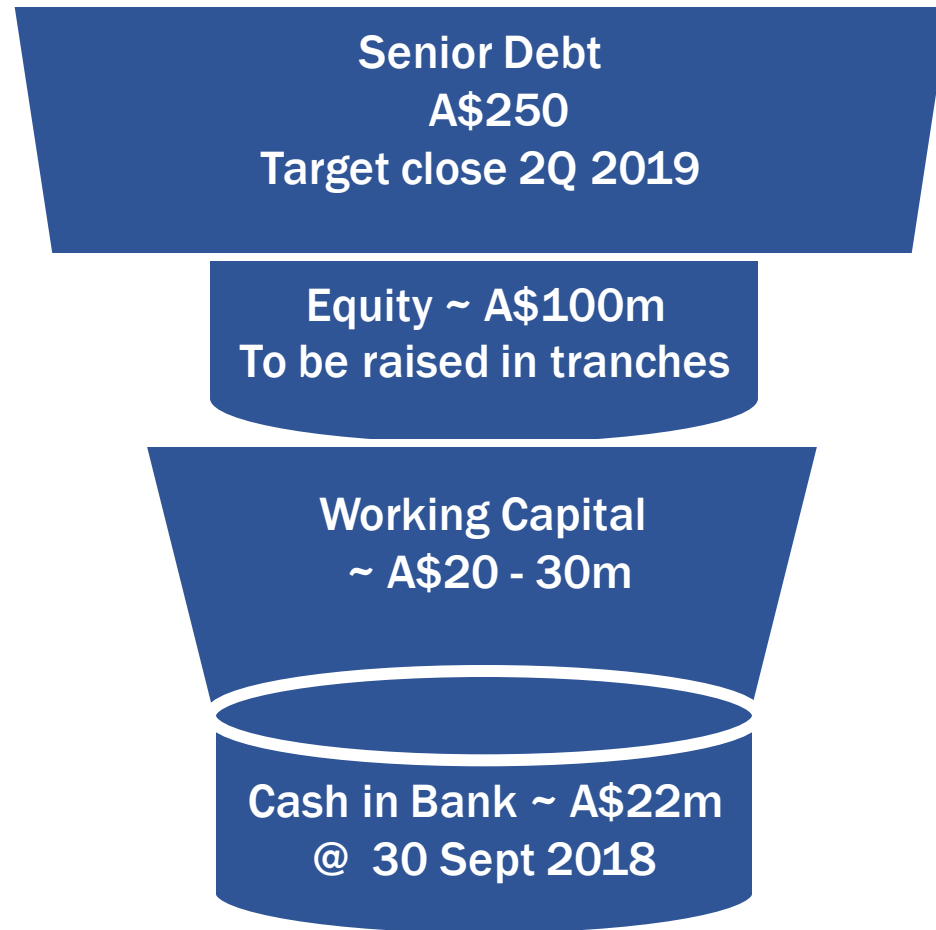 Senior Debt
A$250
Target close 2Q 2019
Equity ~ A$100m
To be raised in tranches
Working Capital
~ A$20 - 30m
Cash in Bank ~ A$22m
@ 30 Sept 2018